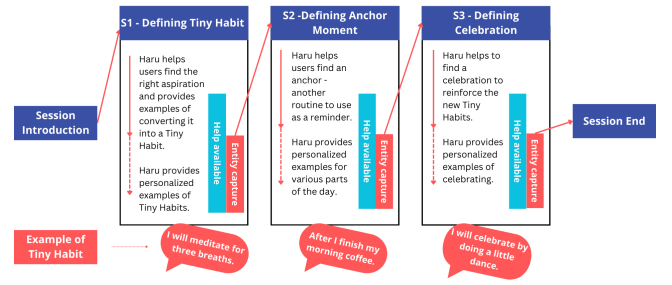 Session
Introduction
S1 - Defining Tiny Habit
Haru helps
users find the
right aspiration
and provides
examples of
converting it
into a Tiny
Habit.
Haru provides
personalized
examples of
Tiny Habits.
Help available
Entity capture
S2 -Defining Anchor
Moment
Haru helps
users find an
anchor -
another
routine to use
as a reminder.
Haru provides
personalized
examples for
various parts
of the day.
Help available
Entity capture
S3 - Defining
Celebration
Haru helps to
find a
celebration to
reinforce the
new Tiny
Habits.
Haru provides
personalized
examples of
celebrating.
Help available
Entity capture
Session End
Example of
Tiny Habit
I will meditate for
three breaths.
After I finish my
morning coffee.
I will celebrate by
doing a little
dance.